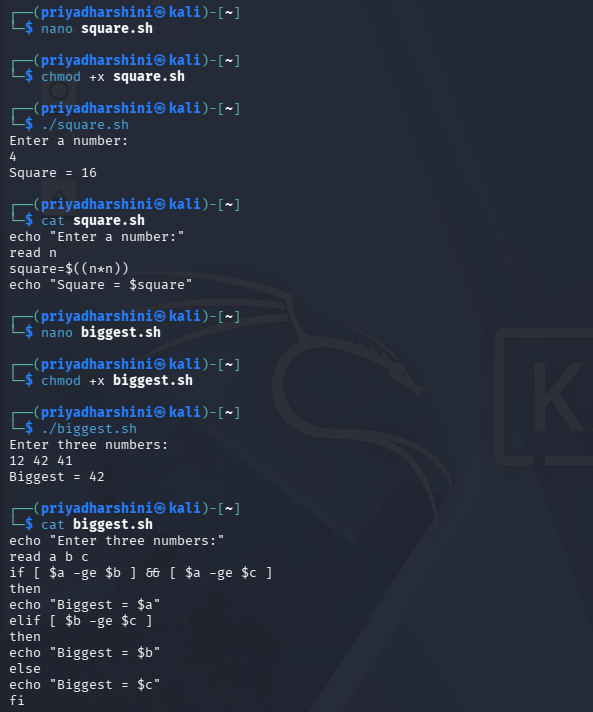 ┌──(priyadharshini㉿kali)-[~]
└─$ nano square.sh
┌──(priyadharshini㉿kali)-[~]
└─$ chmod +x square.sh
┌──(priyadharshini㉿kali)-[~]
└─$ ./square.sh
Enter a number:
4
Square = 16
┌──(priyadharshini㉿kali)-[~]
└─$ cat square.sh
echo "Enter a number:"
read n
square=$((n*n))
echo "Square = $square"
┌──(priyadharshini㉿kali)-[~]
└─$ nano biggest.sh
┌──(priyadharshini㉿kali)-[~]
└─$ chmod +x biggest.sh
┌──(priyadharshini㉿kali)-[~]
└─$ ./biggest.sh
Enter three numbers:
12 42 41
Biggest = 42
┌──(priyadharshini㉿kali)-[~]
└─$ cat biggest.sh
echo "Enter three numbers:"
read a b c
if [ $a -ge $b ] && [ $a -ge $c ]
then
echo "Biggest = $a"
elif [ $b -ge $c ]
then
echo "Biggest = $b"
else
echo "Biggest = $c"
fi
K